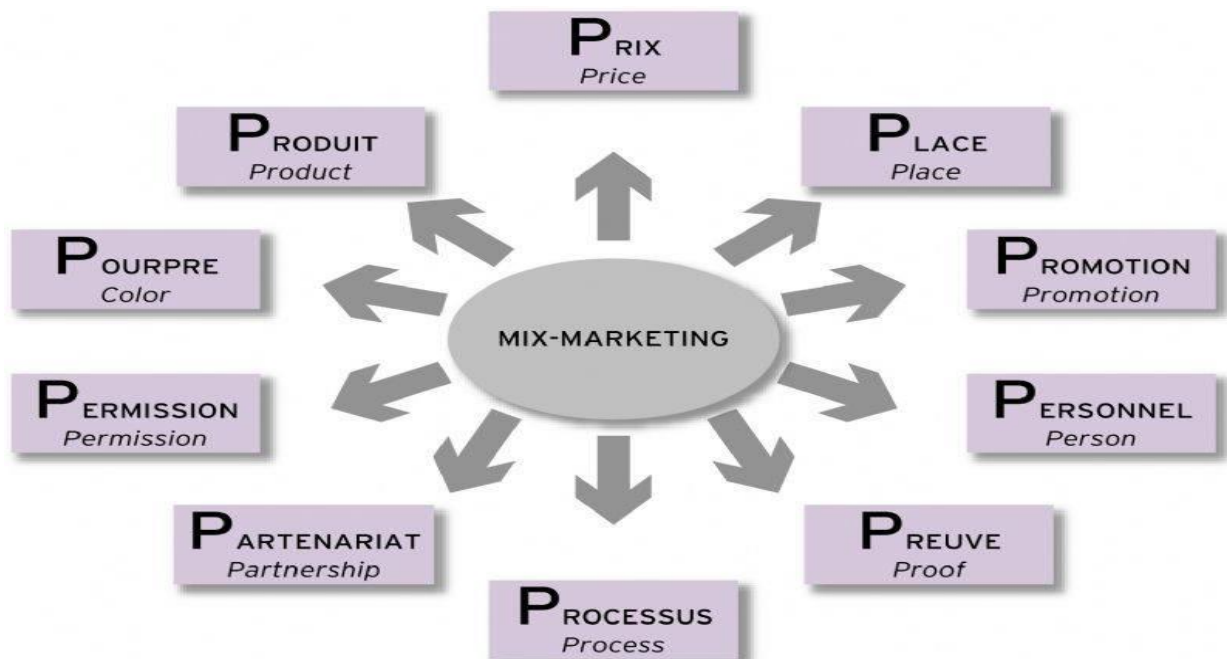 PRIX
Price
PRODUIT
Product
PLACE
Place
POURPRE
Color
PROMOTION
Promotion
MIX-MARKETING
PERMISSION
Permission
PERSONNEL
Person
PARTENARIAT
Partnership
PREUVE
Proof
PROCESSUS
Process